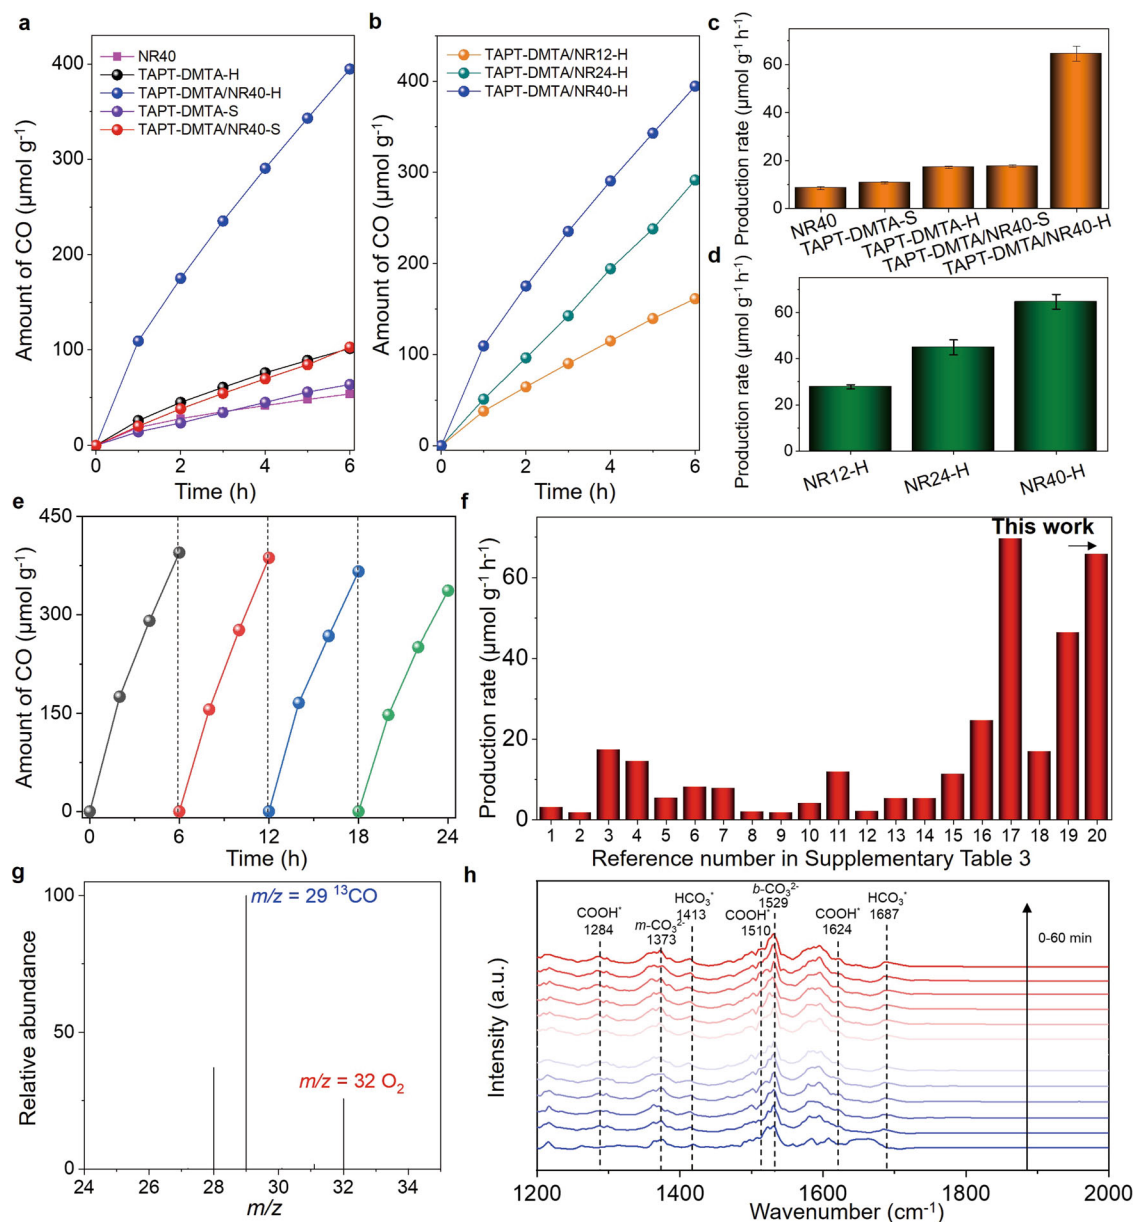 a
400
300
200
100
0
Amount of CO (μmol g⁻¹)
NR40
TAPT-DMTA-H
TAPT-DMTA/NR40-H
TAPT-DMTA-S
TAPT-DMTA/NR40-S
0 2 4 6
Time (h)
b
400
300
200
100
0
Amount of CO (μmol g⁻¹)
TAPT-DMTA/NR12-H
TAPT-DMTA/NR24-H
TAPT-DMTA/NR40-H
0 1 2 3 4 5 6
Time (h)
c
60
40
20
0
Production rate (μmol g⁻¹ h⁻¹)
NR40
TAPT-DMTA-S
TAPT-DMTA-H
TAPT-DMTA/NR40-S
TAPT-DMTA/NR40-H
d
60
30
0
Production rate (μmol g⁻¹ h⁻¹)
NR12-H
NR24-H
NR40-H
e
450
300
150
0
Amount of CO (μmol g⁻¹)
0 6 12 18 24
Time (h)
f
60
40
20
0
Production rate (μmol g⁻¹ h⁻¹)
This work
1 2 3 4 5 6 7 8 9 10 11 12 13 14 15 16 17 18 19 20
Reference number in Supplementary Table 3
g
100
50
0
Relative abundance
m/z = 29 ¹³CO
m/z = 32 O₂
24 26 28 30 32 34
m/z
h
Intensity (a.u.)
COOH*
1284
m-CO₃²⁻
1373
HCO₃*
1413
COOH*
1510
b-CO₃²⁻
1529
COOH*
1624
HCO₃*
1687
0-60 min
1200 1400 1600 1800 2000
Wavenumber (cm⁻¹)